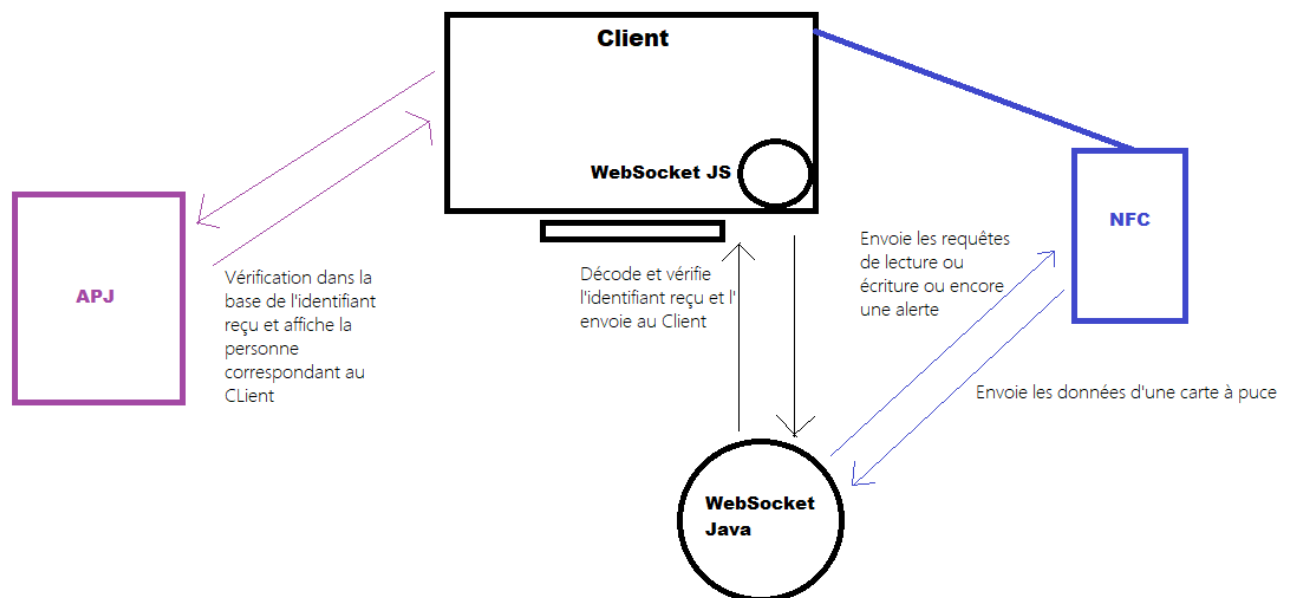 Client
WebSocket JS
NFC
APJ
Vérification dans la
base de l'identifiant
reçu et affiche la
personne
correspondant au
CLient
Décode et vérifie
l'identifiant reçu et l'
envoie au Client
Envoie les requêtes
de lecture ou
écriture ou encore
une alerte
Envoie les données d'une carte à puce
WebSocket
Java